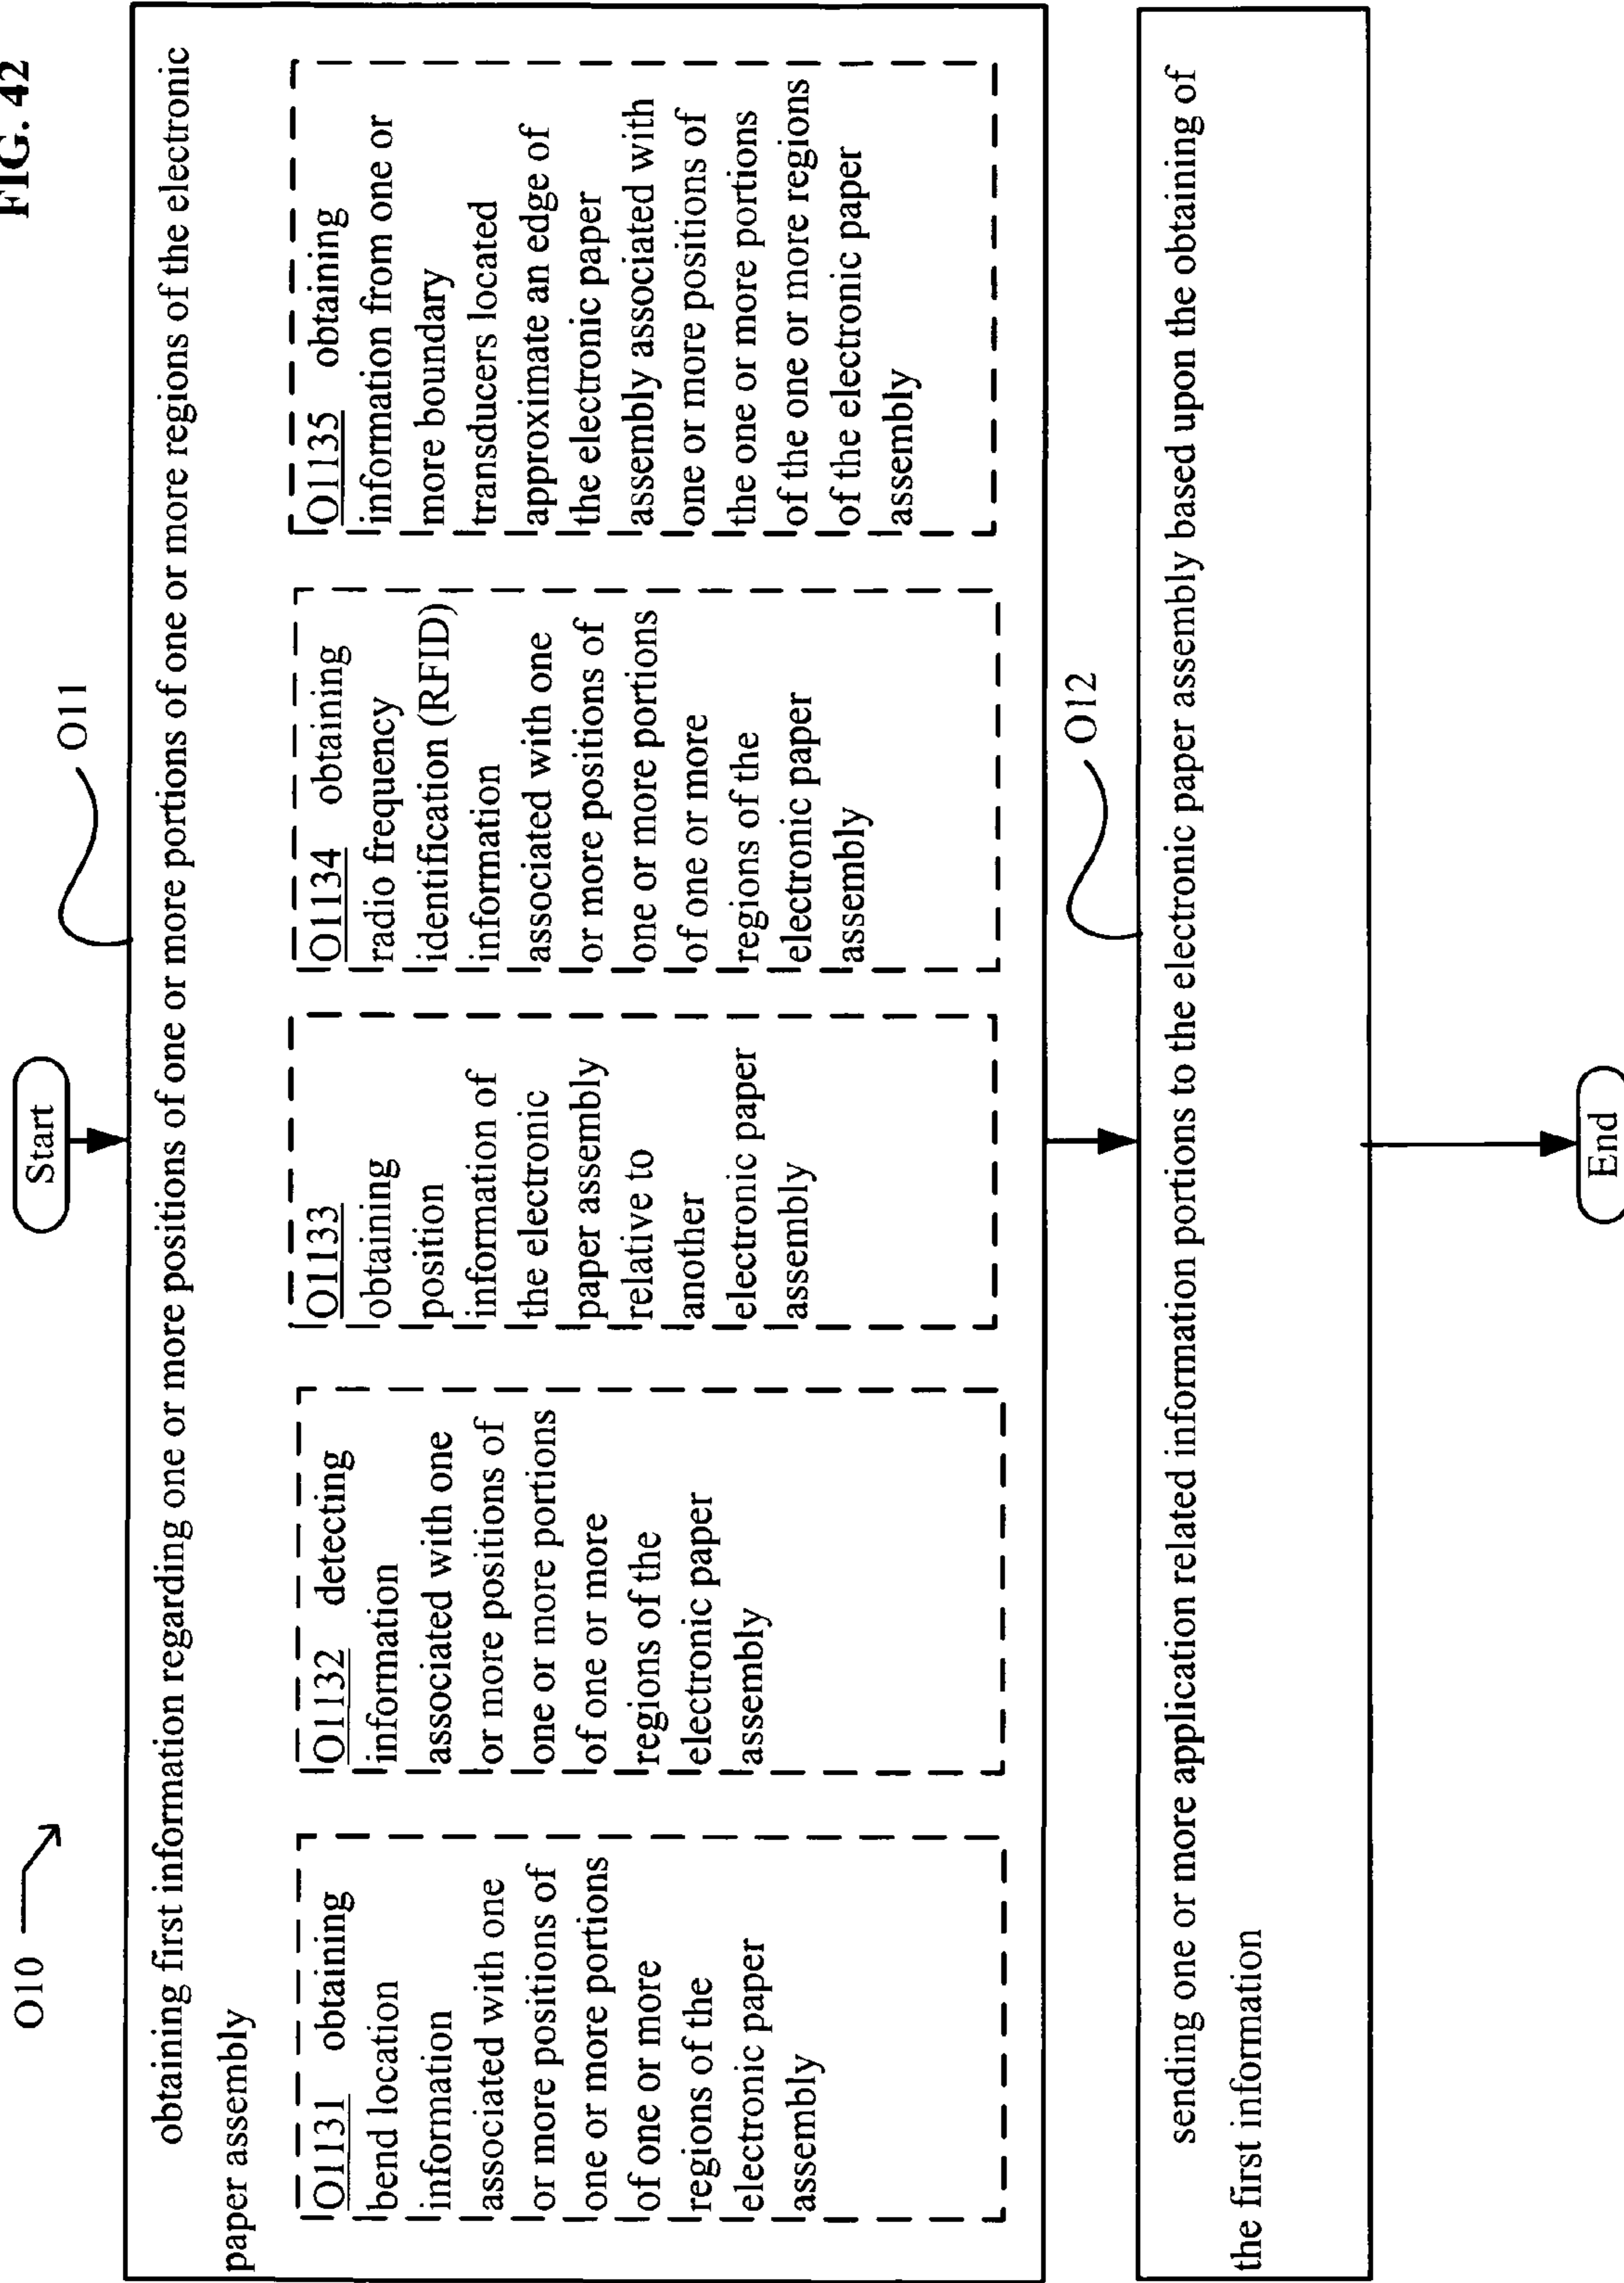 FIG. 42
O10
Start
O11
obtaining first information regarding one or more positions of one or more portions of one or more regions of the electronic
paper assembly
O1131 obtaining
bend location
information
associated with one
or more positions of
one or more portions
of one or more
regions of the
electronic paper
assembly
O1132 detecting
information
associated with one
or more positions of
one or more portions
of one or more
regions of the
electronic paper
assembly
O1133
obtaining
position
information of
the electronic
paper assembly
relative to
another
electronic paper
assembly
O1134 obtaining
radio frequency
identification (RFID)
information
associated with one
or more positions of
one or more portions
of one or more
regions of the
electronic paper
assembly
O1135 obtaining
information from one or
more boundary
transducers located
approximate an edge of
the electronic paper
assembly associated with
one or more positions of
the one or more portions
of the one or more regions
of the electronic paper
assembly
O12
sending one or more application related information portions to the electronic paper assembly based upon the obtaining of
the first information
End